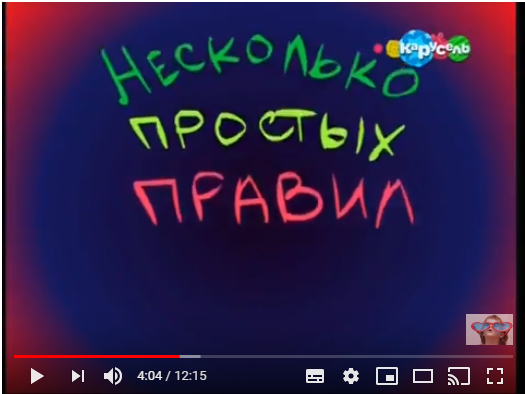 Несколько
карусель
простых
правил
4:04 / 12:15